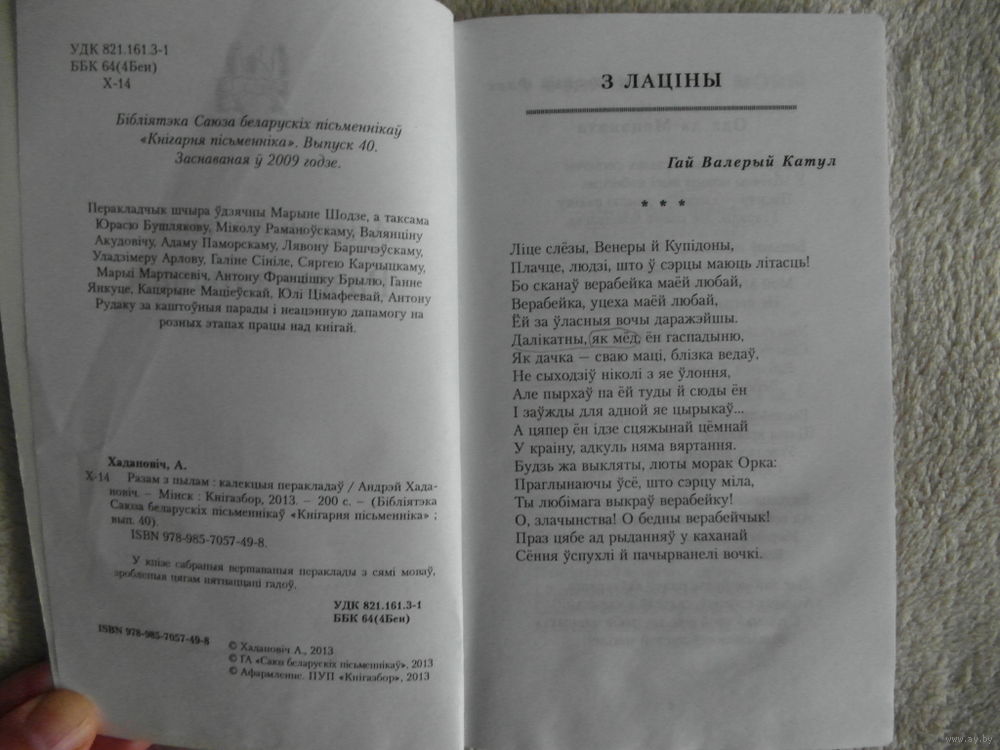 УДК 821.161.3-1
ББК 64(4Беи)
Х-14
Бібліятэка Саюза беларускіх пісьменнікаў
«Кнігарня пісьменніка». Выпуск 40.
Заснаваная ў 2009 годзе.
Перакладчык шчыра ўдзячны Марыне Шодзе, а таксама
Юрасю Бушлякову, Міколу Раманоўскаму, Валянціну
Акудовічу, Адаму Паморскаму, Лявону Баршчэўскаму,
Уладзімеру Арлову, Галіне Сініле, Сяргею Карчыцкаму,
Марыі Мартысевіч, Антону Францішку Брылю, Ганне
Янкуце, Кацярыне Маціеўскай, Юлі Цімафеевай, Антону
Рудаку за каштоўныя парады і неацэнную дапамогу на
розных этапах працы над кнігай.
Хадановіч, А.
Х-14 Разам з пылам : калекцыя перакладаў / Андрэй Хада-
новіч. – Мінск : Кнігазбор, 2013. – 200 с. – (Бібліятэка
Саюза беларускіх пісьменнікаў «Кнігарня пісьменніка» ;
вып. 40).
ISBN 978-985-7057-49-8.
У кнізе сабраныя вершаваныя пераклады з сямі моваў,
зробленыя цягам пятнаццаці гадоў.
УДК 821.161.3-1
ББК 64(4Беи)
ISBN 978-985-7057-49-8
© Хадановіч А., 2013
© ГА «Саюз беларускіх пісьменнікаў», 2013
© Афармленне. ПУП «Кнігазбор», 2013
З ЛАЦІНЫ
Гай Валерый Катул
* * *
Ліце слёзы, Венеры й Купідоны,
Плачце, людзі, што ў сэрцы маюць літасць!
Бо сканаў верабейка маёй любай,
Верабейка, уцеха маёй любай,
Ёй за ўласныя вочы даражэйшы.
Далікатны, як мёд, ён гаспадыню,
Як дачка – сваю маці, блізка ведаў,
Не сыходзіў ніколі з яе ўлоння,
Але пырхаў па ёй туды й сюды ён
І заўжды для адной яе цырыкаў...
А цяпер ён ідзе сцяжынай цёмнай
У краіну, адкуль няма вяртання.
Будзь жа выкляты, люты морак Орка:
Праглынаючы ўсё, што сэрцу міла,
Ты любімага выкраў верабейку!
О, злачынства! О бедны верабейчык!
Праз цябе ад рыданняў у каханай
Сёння ўспухлі й пачырванелі вочкі.
www.ay.by